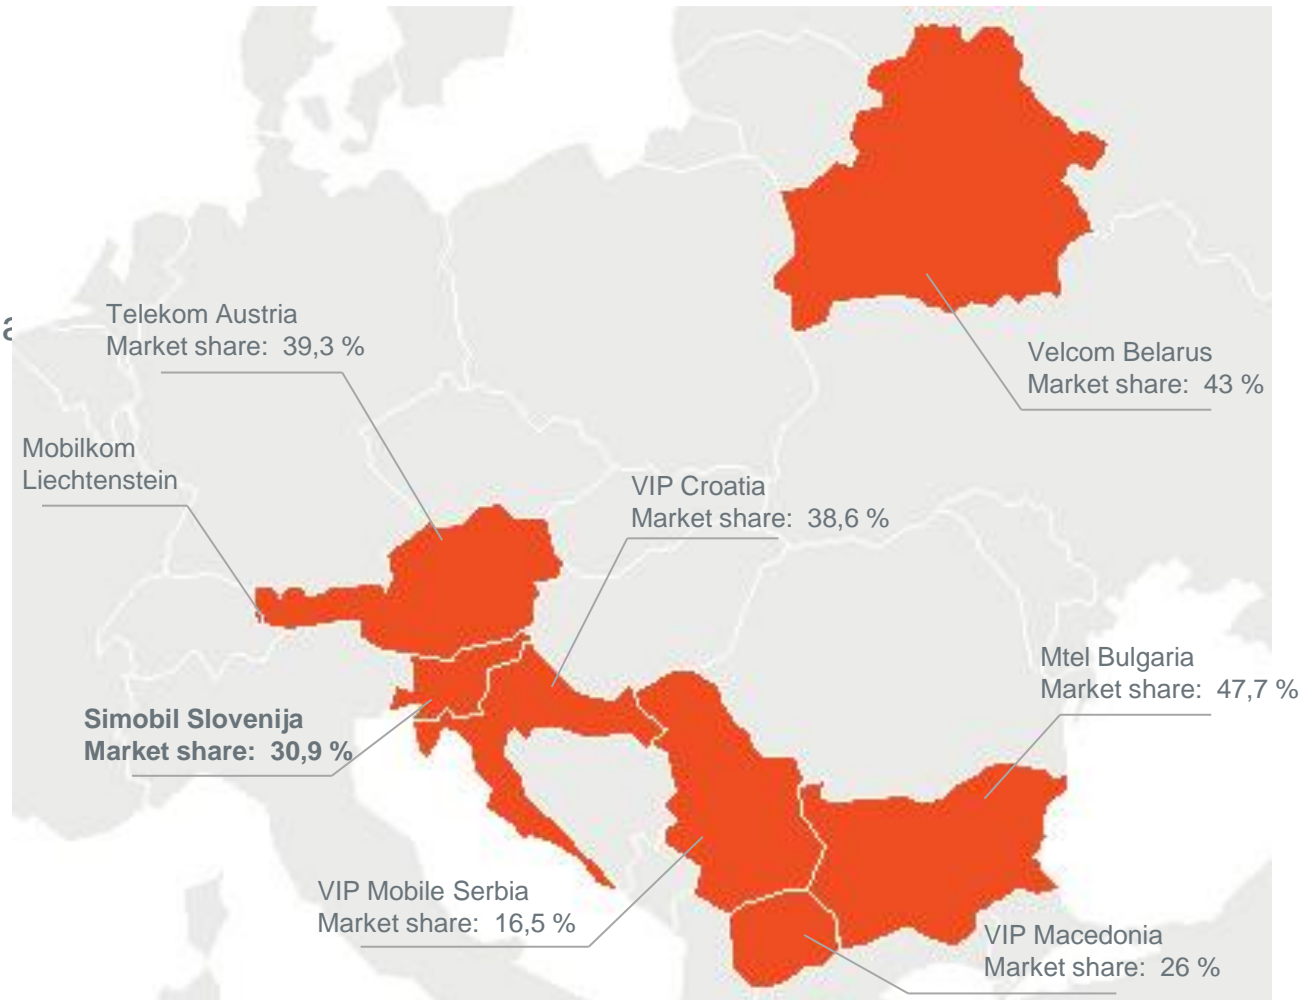 Telekom Austria
Market share: 39,3 %
Velcom Belarus
Market share: 43 %
Mobilkom
Liechtenstein
VIP Croatia
Market share: 38,6 %
Mtel Bulgaria
Market share: 47,7 %
Simobil Slovenija
Market share: 30,9 %
VIP Mobile Serbia
Market share: 16,5 %
VIP Macedonia
Market share: 26 %